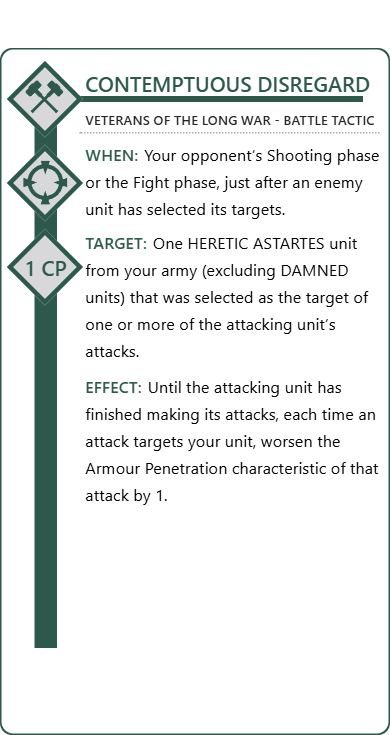 CONTEMPTUOUS DISREGARD
VETERANS OF THE LONG WAR - BATTLE TACTIC
WHEN: Your opponent's Shooting phase
or the Fight phase, just after an enemy
unit has selected its targets.
TARGET: One HERETIC ASTARTES unit
from your army (excluding DAMNED
units) that was selected as the target of
one or more of the attacking unit's
attacks.
1 CP
EFFECT: Until the attacking unit has
finished making its attacks, each time an
attack targets your unit, worsen the
Armour Penetration characteristic of that
attack by 1.